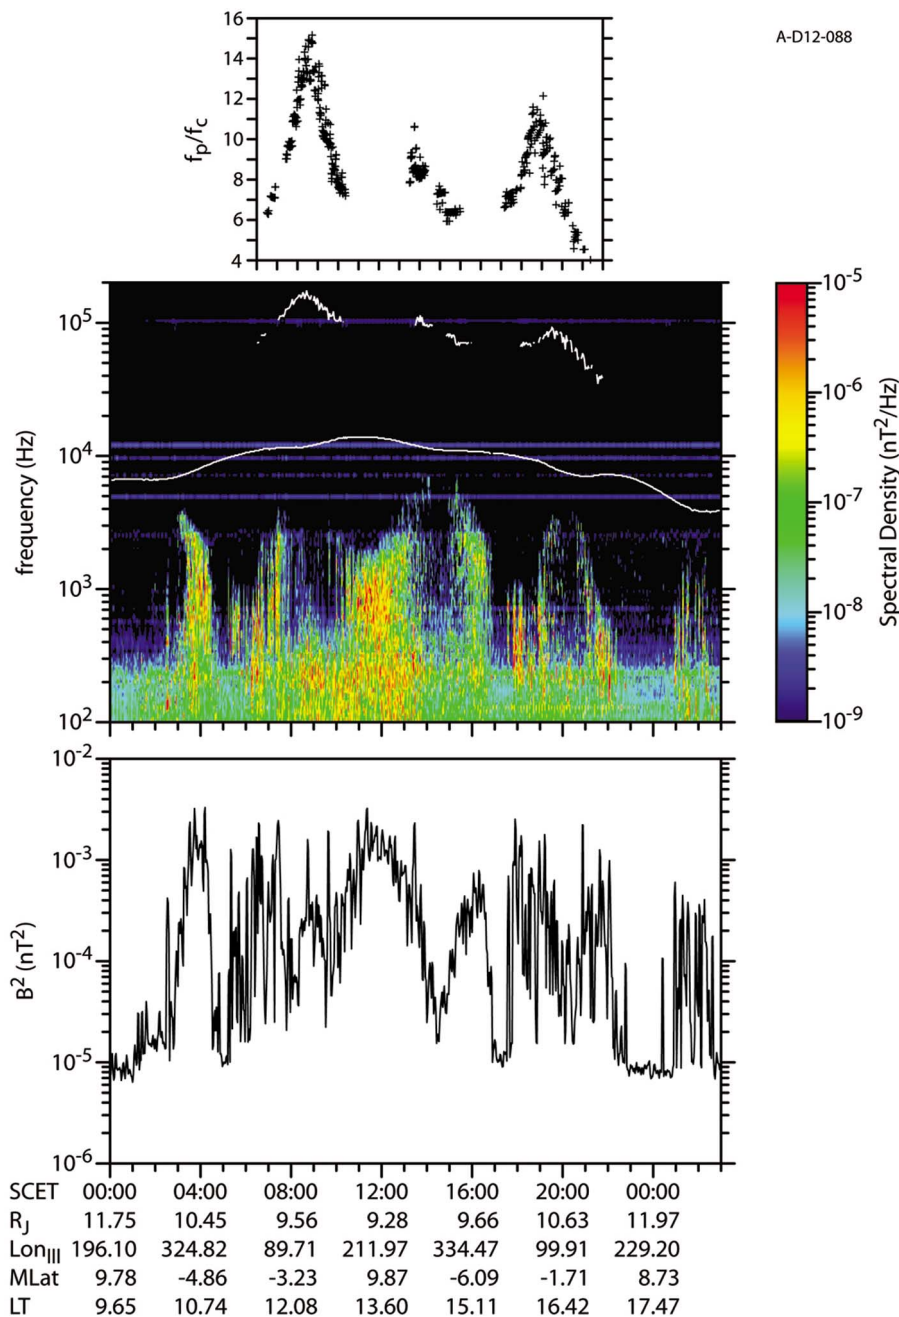 A-D12-088
16
14
12
10
8
6
4
fp/fc
10^5
10^4
10^3
10^2
frequency (Hz)
10^-5
10^-6
10^-7
10^-8
10^-9
Spectral Density (nT^2/Hz)
10^-2
10^-3
10^-4
10^-5
10^-6
B^2 (nT^2)
SCET 00:00 04:00 08:00 12:00 16:00 20:00 00:00
RJ 11.75 10.45 9.56 9.28 9.66 10.63 11.97
LonIII 196.10 324.82 89.71 211.97 334.47 99.91 229.20
MLat 9.78 -4.86 -3.23 9.87 -6.09 -1.71 8.73
LT 9.65 10.74 12.08 13.60 15.11 16.42 17.47